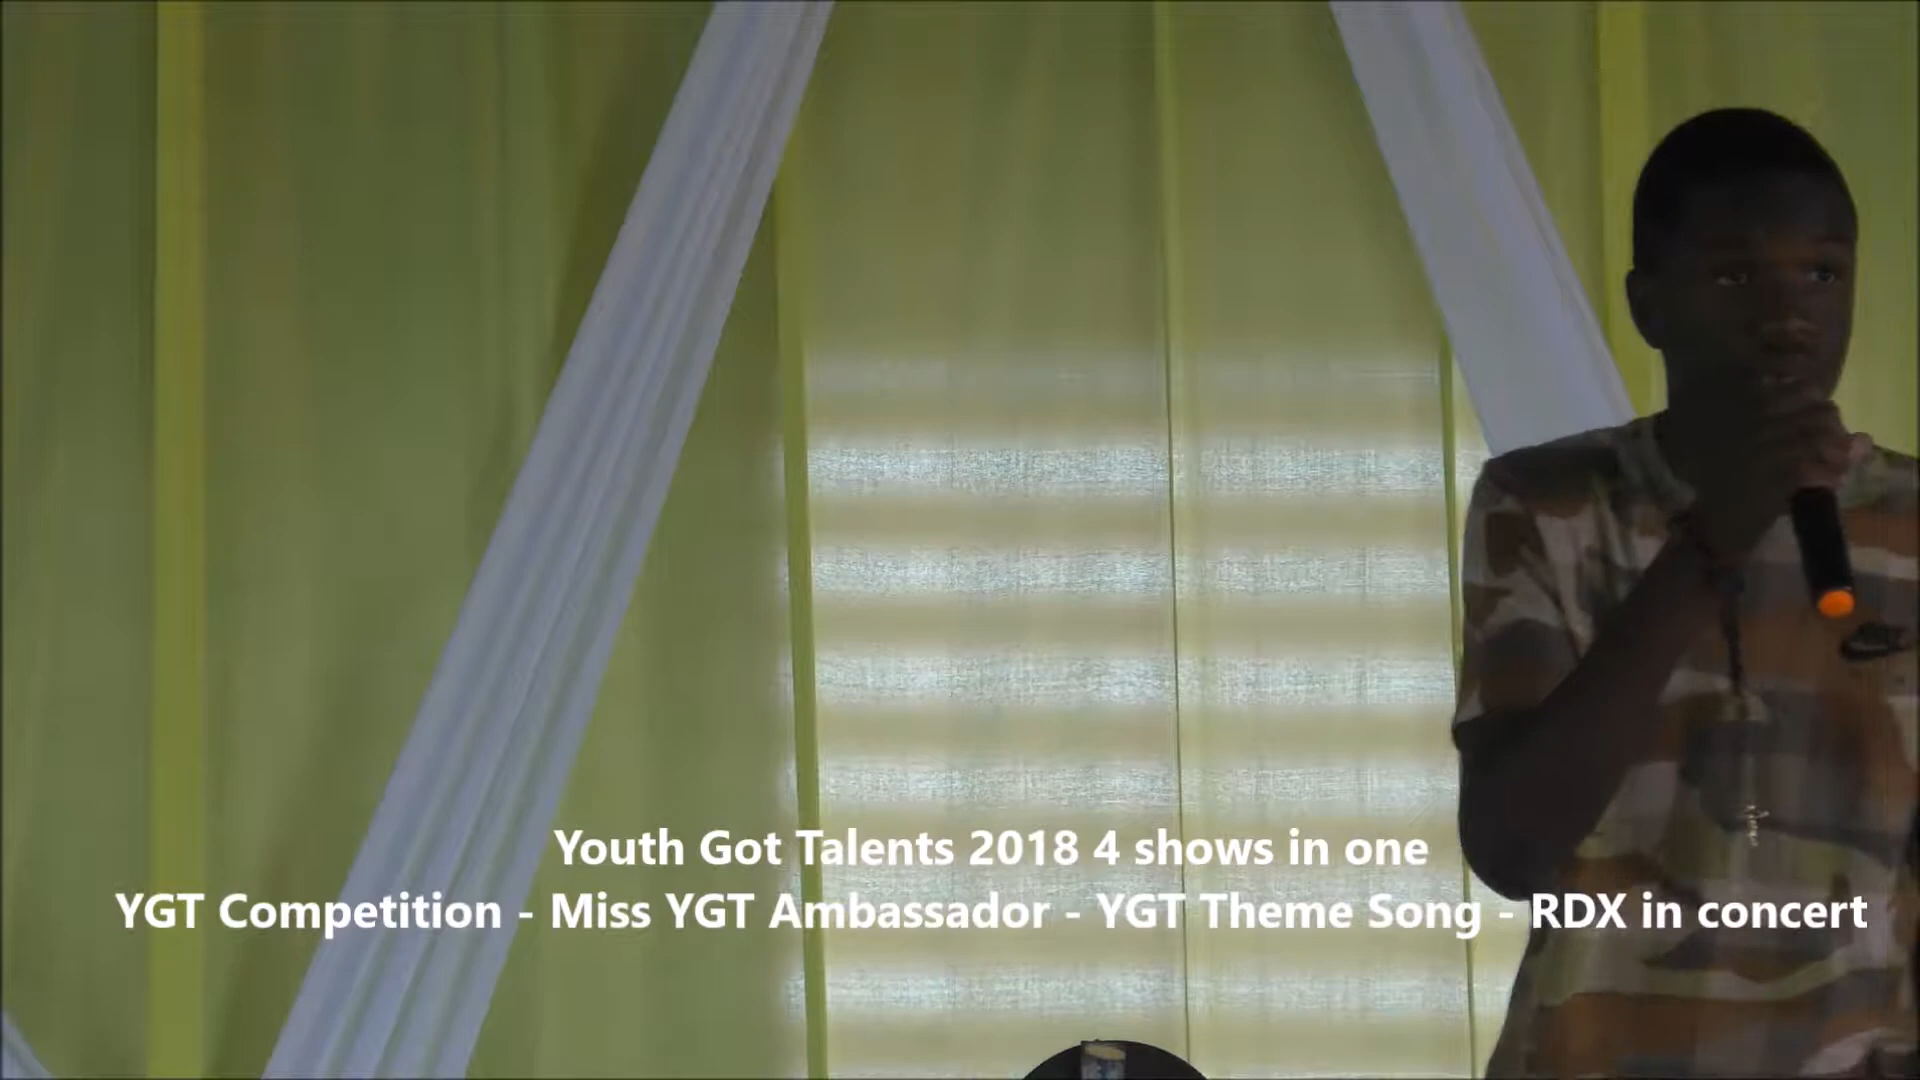 Youth Got Talents 2018 4 shows in one
YGT Competition - Miss YGT Ambassador - YGT Theme Song - RDX in concert